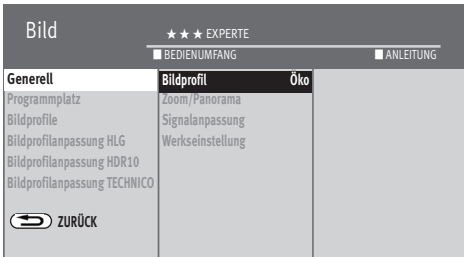 Bild
★★★ EXPERTE
BEDIENUMFANG
ANLEITUNG
Generell
Programmplatz
Bildprofile
Bildprofilanpassung HLG
Bildprofilanpassung HDR10
Bildprofilanpassung TECHNICO
ZURÜCK
Bildprofil Öko
Zoom/Panorama
Signalanpassung
Werkseinstellung